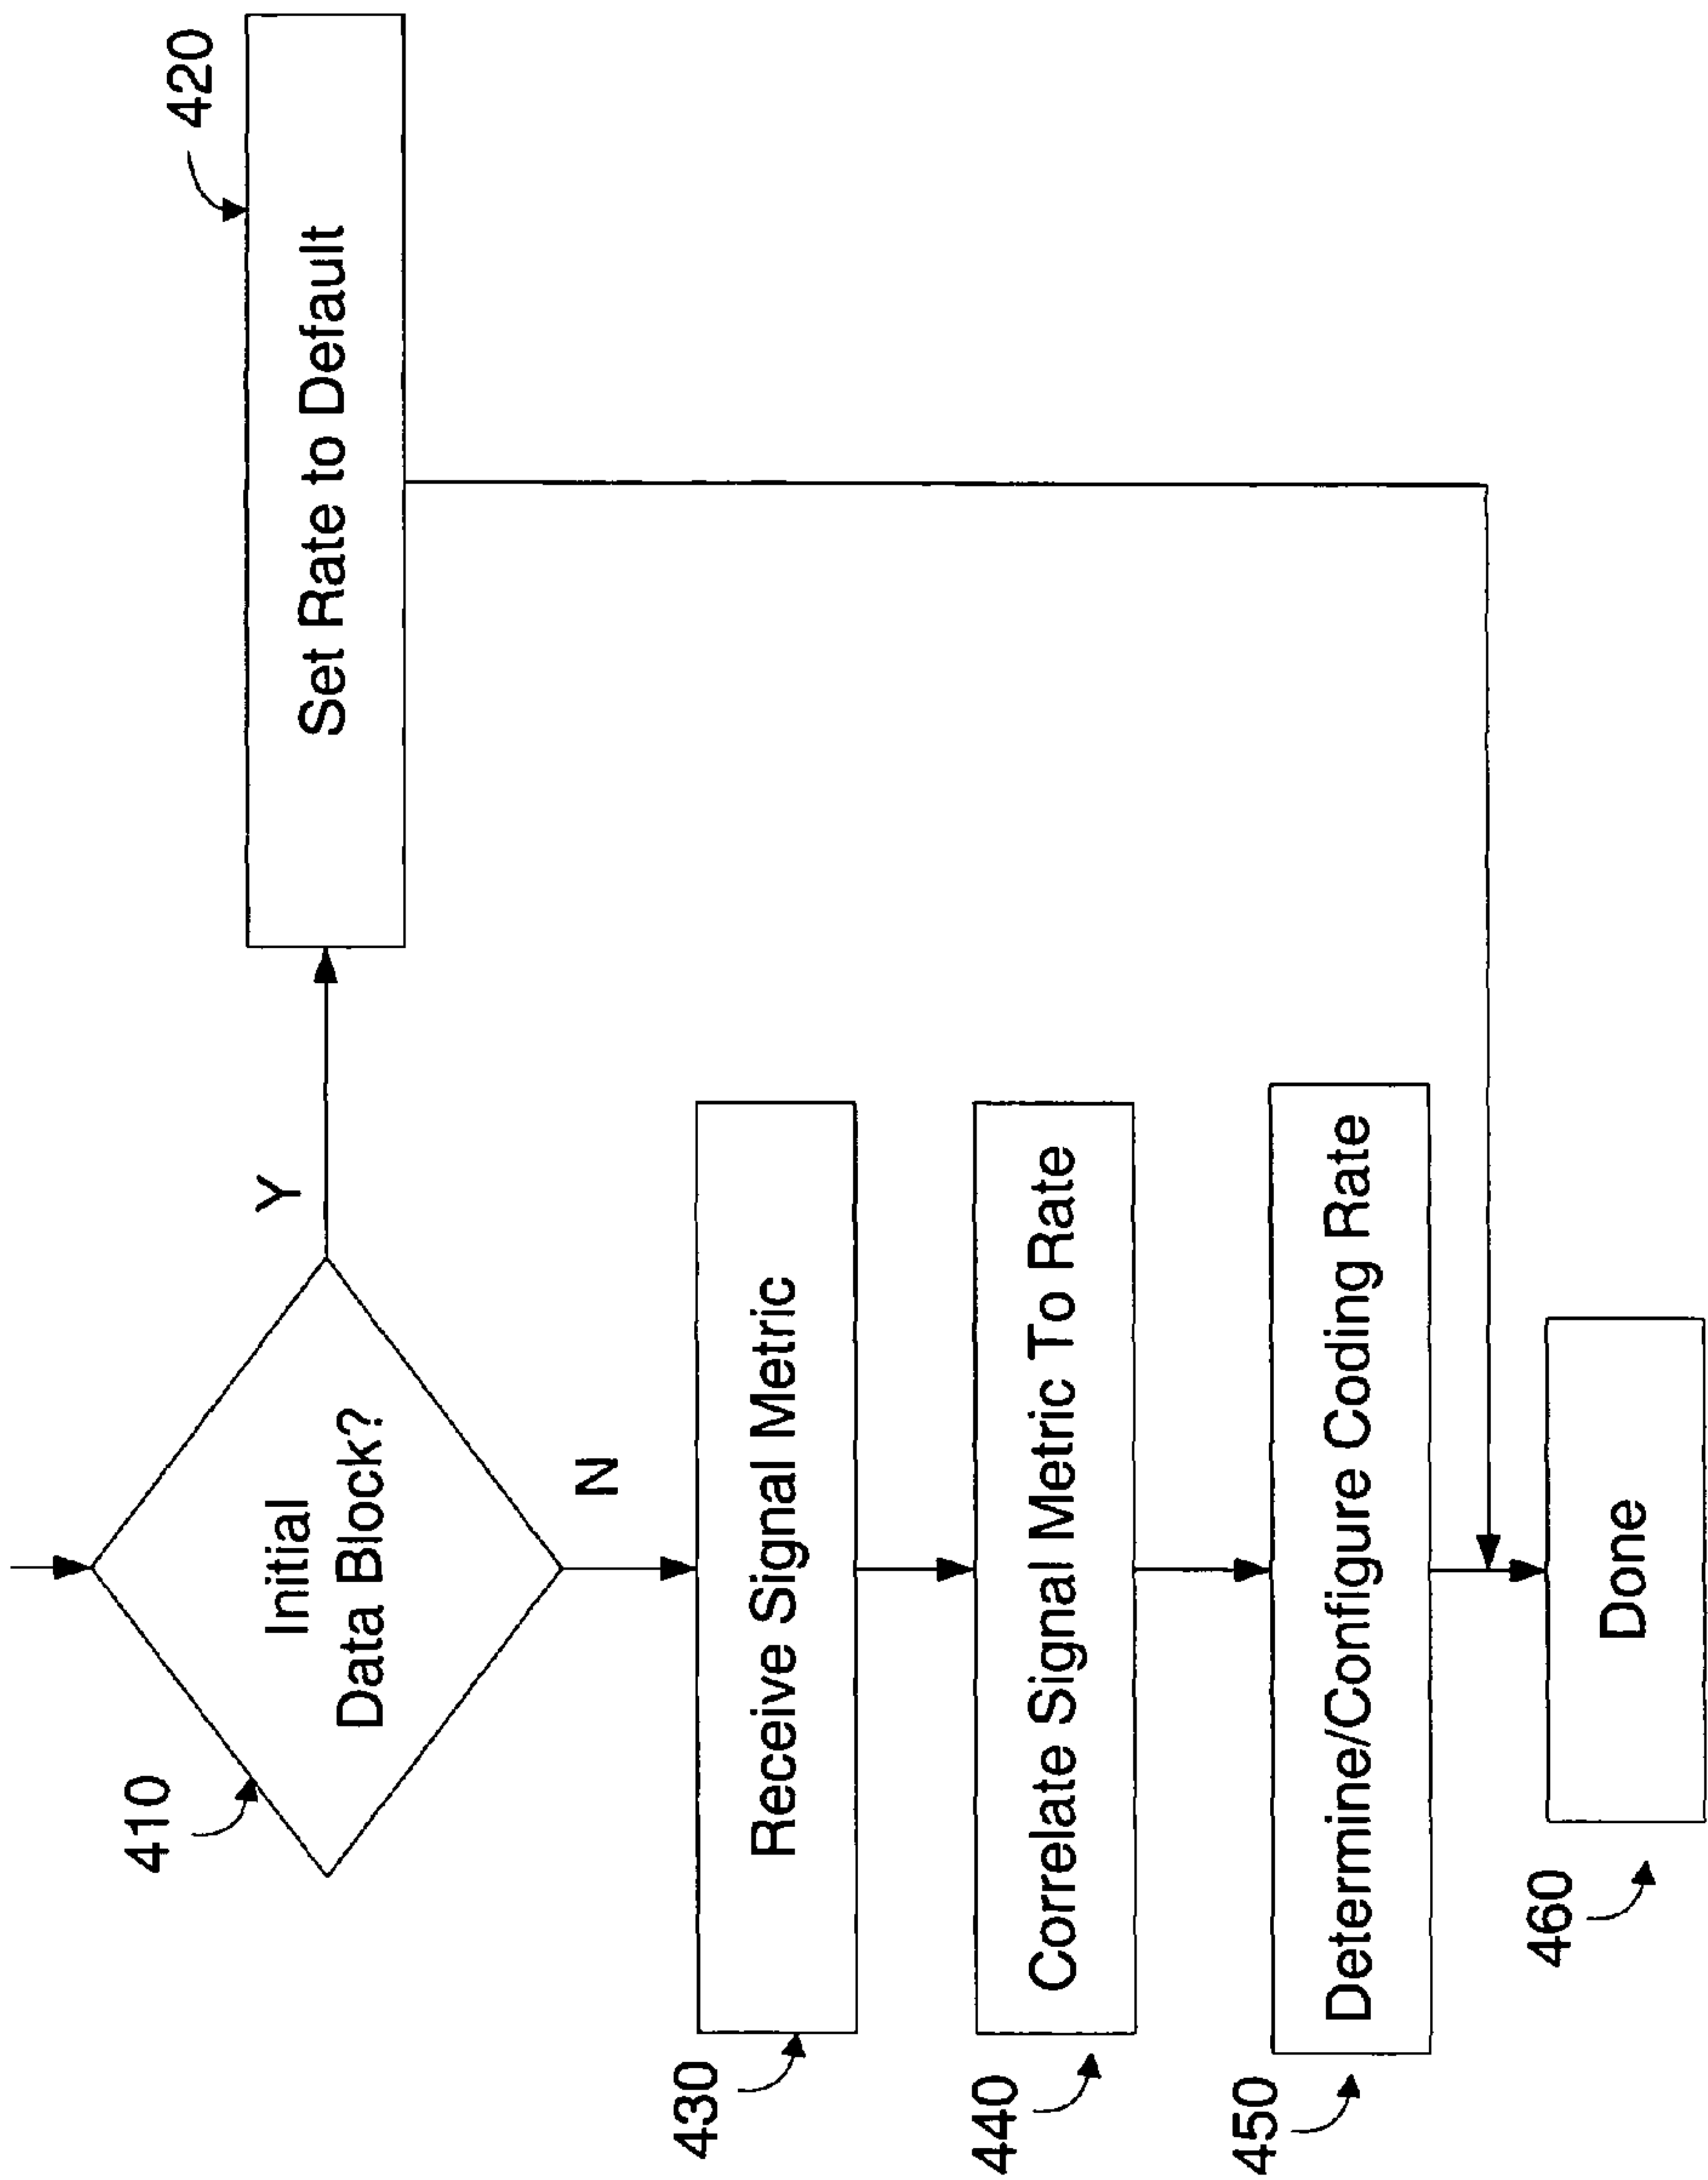 410
Initial
Data Block?
Y
420
Set Rate to Default
N
430
Receive Signal Metric
440
Correlate Signal Metric To Rate
450
Determine/Configure Coding Rate
460
Done